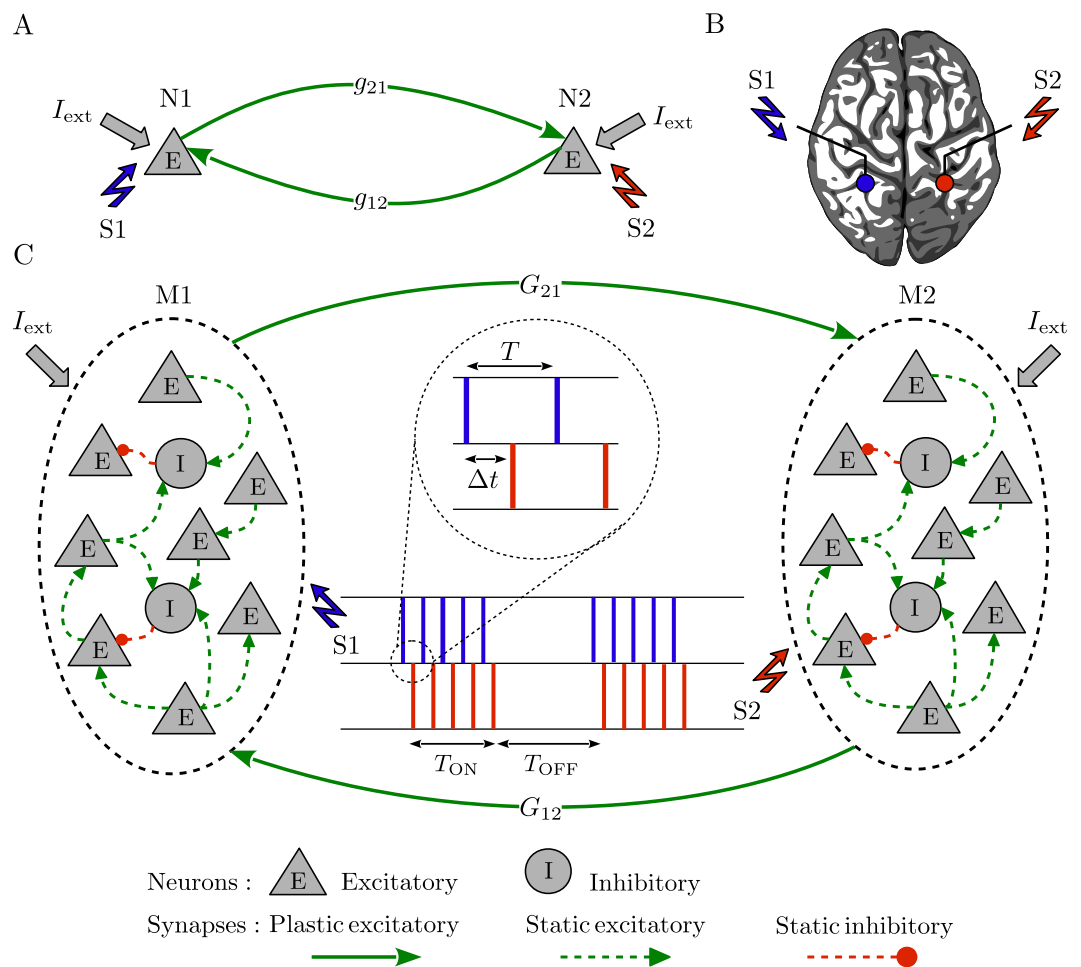 A
B
N1
g21
N2
S1
S2
Iext
Iext
E
E
g12
S1
S2
C
M1
G21
M2
Iext
Iext
T
E
E
E
I
E
I
E
E
Δt
E
E
E
E
I
E
I
E
S1
E
E
S2
E
E
TON
TOFF
G12
Neurons : E Excitatory I Inhibitory
Synapses : Plastic excitatory Static excitatory Static inhibitory